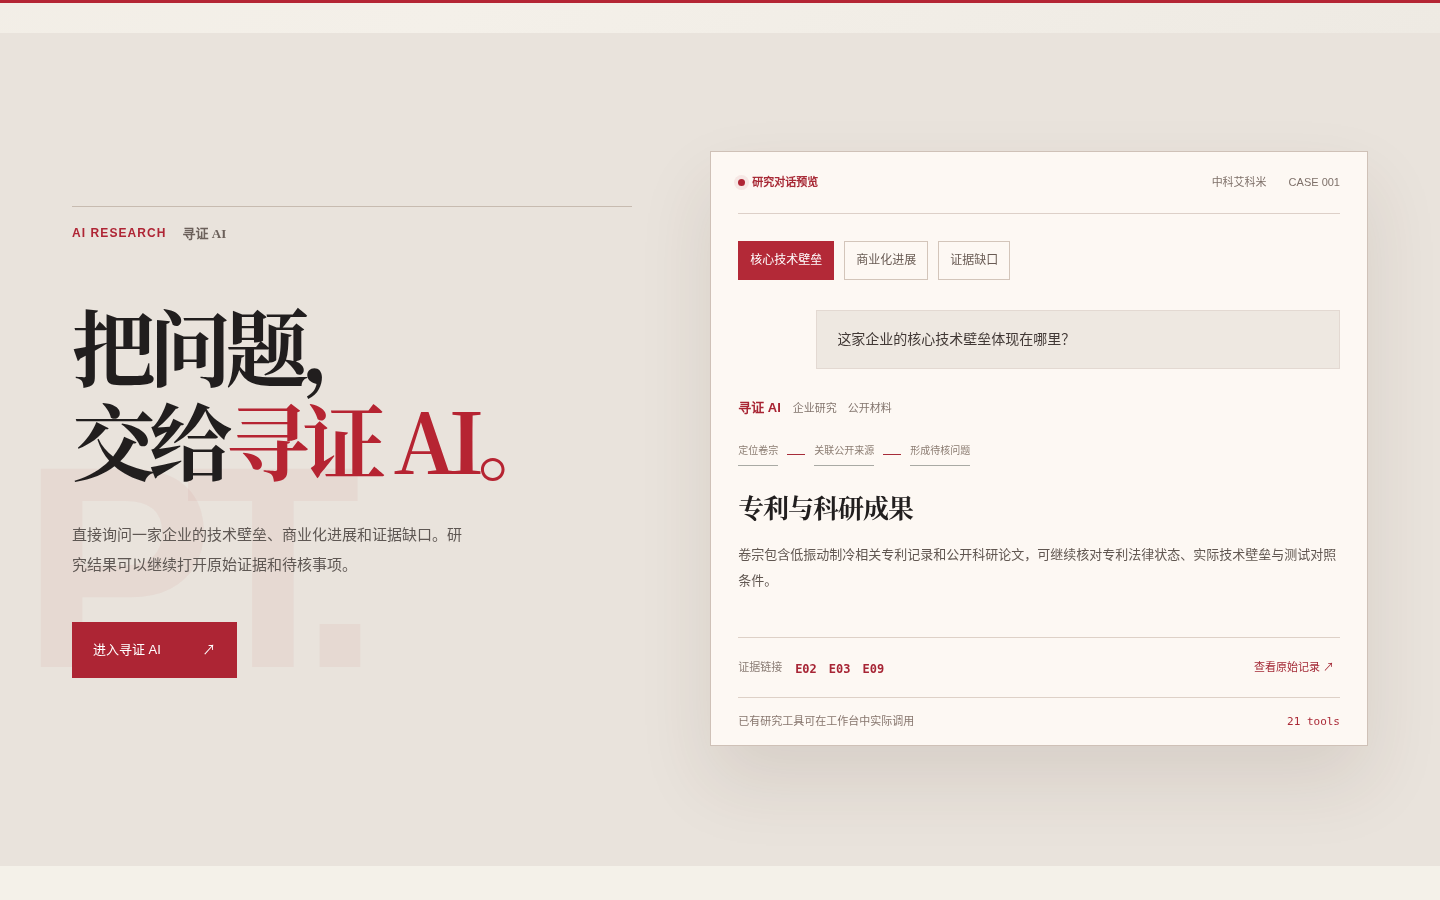 AI RESEARCH 寻证 AI
把问题，
交给寻证 AI。
PT.
直接询问一家企业的技术壁垒、商业化进展和证据缺口。研
究结果可以继续打开原始证据和待核事项。
进入寻证 AI ↗
研究对话预览
中科艾科米 CASE 001
核心技术壁垒 商业化进展 证据缺口
这家企业的核心技术壁垒体现在哪里？
寻证 AI 企业研究 公开材料
定位卷宗 关联公开来源 形成待核问题
专利与科研成果
卷宗包含低振动制冷相关专利记录和公开科研论文，可继续核对专利法律状态、实际技术壁垒与测试对照
条件。
证据链接 E02 E03 E09
查看原始记录 ↗
已有研究工具可在工作台中实际调用
21 tools